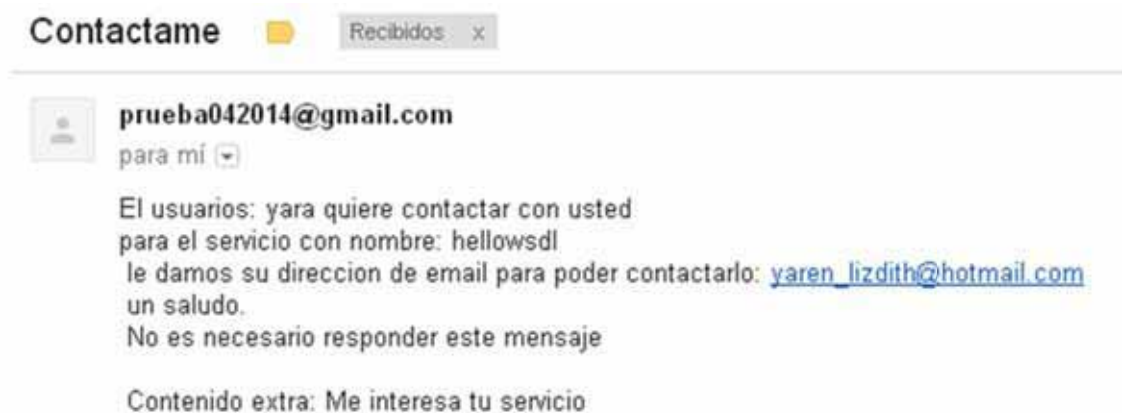 Contactame Recibidos x
prueba042014@gmail.com
para mí
El usuarios: yara quiere contactar con usted
para el servicio con nombre: hellowsdl
le damos su direccion de email para poder contactarlo: yaren_lizdith@hotmail.com
un saludo.
No es necesario responder este mensaje
Contenido extra: Me interesa tu servicio